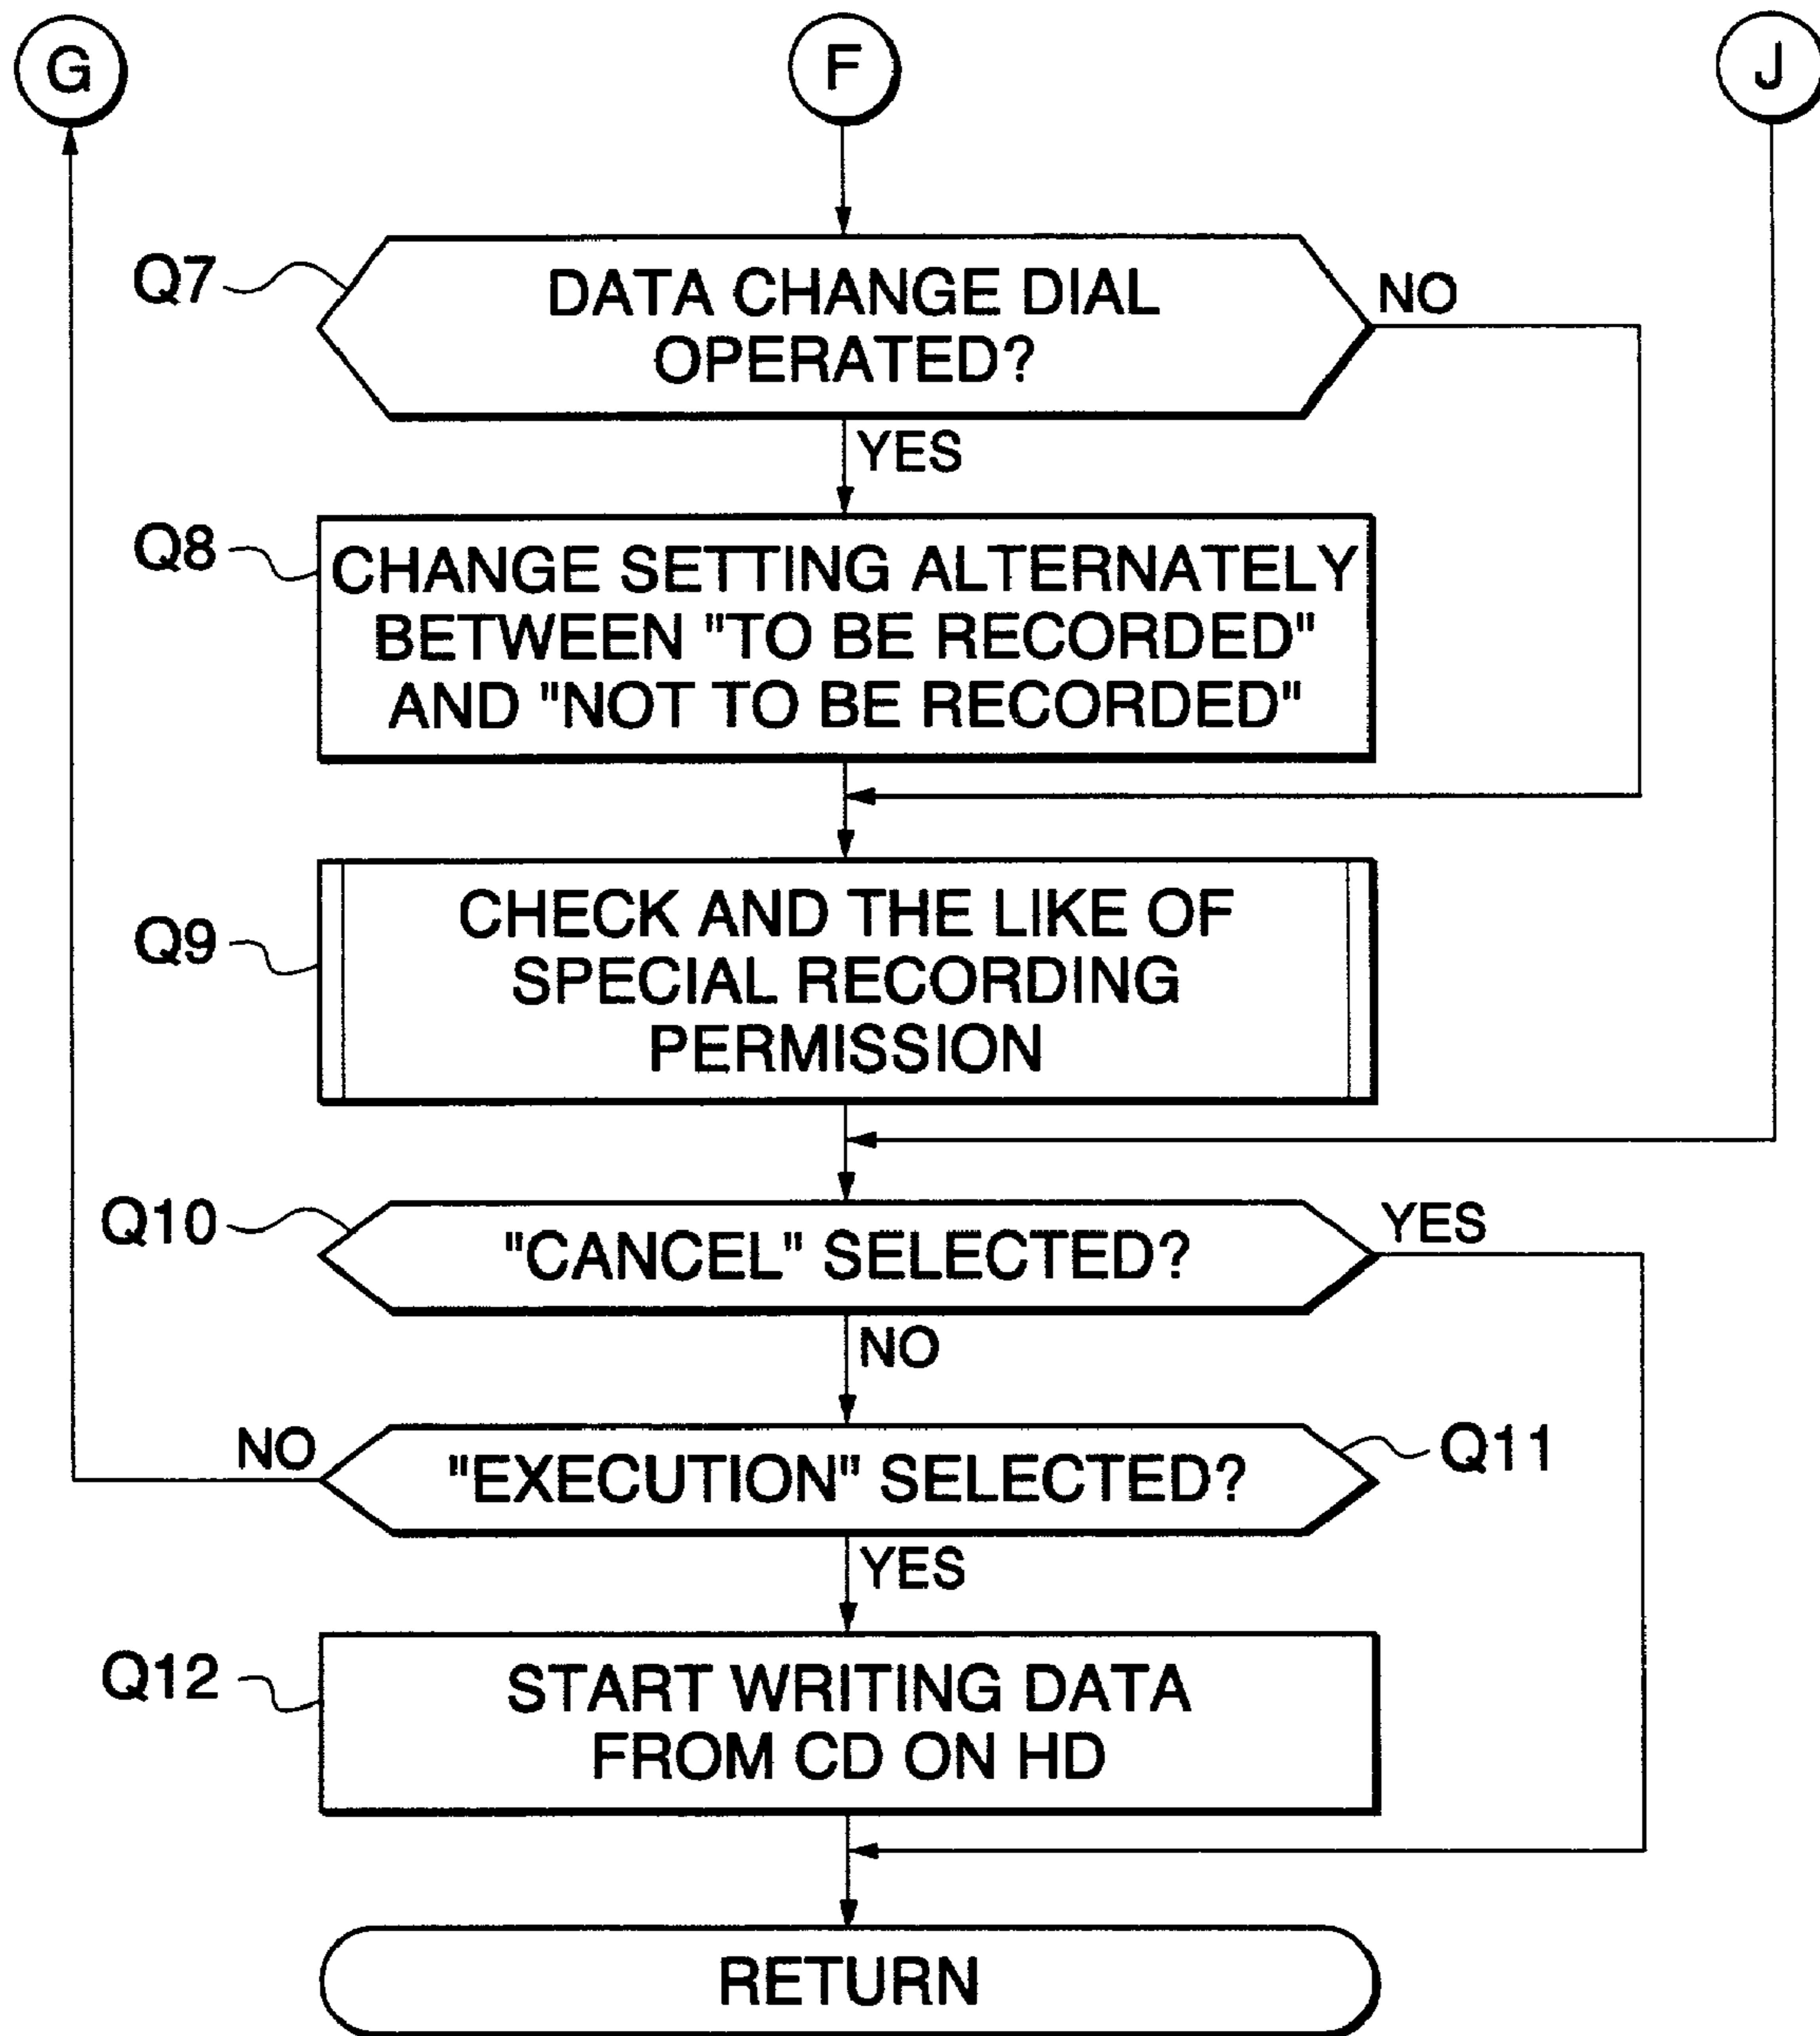 G
F
J
Q7
DATA CHANGE DIAL
OPERATED?
NO
YES
Q8
CHANGE SETTING ALTERNATELY
BETWEEN "TO BE RECORDED"
AND "NOT TO BE RECORDED"
Q9
CHECK AND THE LIKE OF
SPECIAL RECORDING
PERMISSION
Q10
"CANCEL" SELECTED?
YES
NO
NO
"EXECUTION" SELECTED?
Q11
YES
Q12
START WRITING DATA
FROM CD ON HD
RETURN